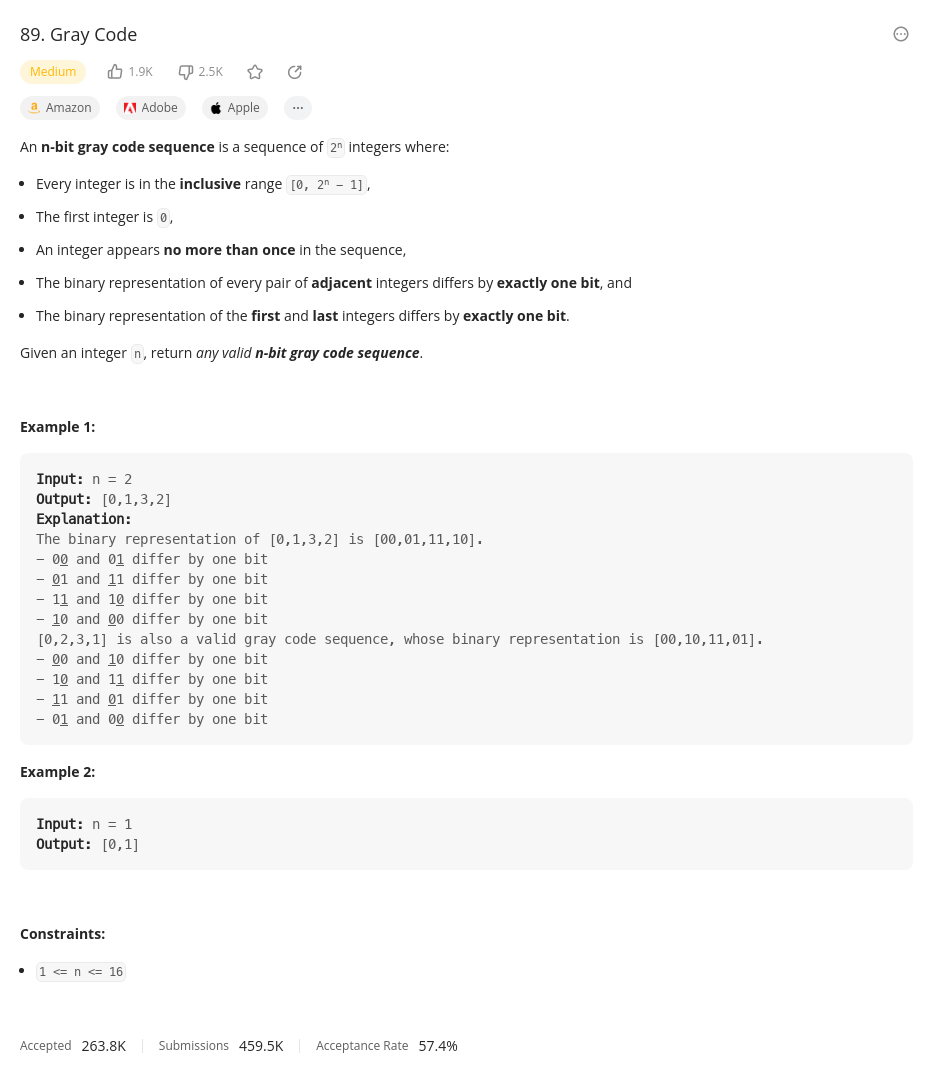 89. Gray Code
Medium 1.9K 2.5K
Amazon Adobe Apple ...
An n-bit gray code sequence is a sequence of 2ⁿ integers where:
• Every integer is in the inclusive range [0, 2ⁿ − 1],
• The first integer is 0,
• An integer appears no more than once in the sequence,
• The binary representation of every pair of adjacent integers differs by exactly one bit, and
• The binary representation of the first and last integers differs by exactly one bit.
Given an integer n, return any valid n-bit gray code sequence.
Example 1:
Input: n = 2
Output: [0,1,3,2]
Explanation:
The binary representation of [0,1,3,2] is [00,01,11,10].
− 00 and 01 differ by one bit
− 01 and 11 differ by one bit
− 11 and 10 differ by one bit
− 10 and 00 differ by one bit
[0,2,3,1] is also a valid gray code sequence, whose binary representation is [00,10,11,01].
− 00 and 10 differ by one bit
− 10 and 11 differ by one bit
− 11 and 01 differ by one bit
− 01 and 00 differ by one bit
Example 2:
Input: n = 1
Output: [0,1]
Constraints:
• 1 <= n <= 16
Accepted 263.8K Submissions 459.5K Acceptance Rate 57.4%